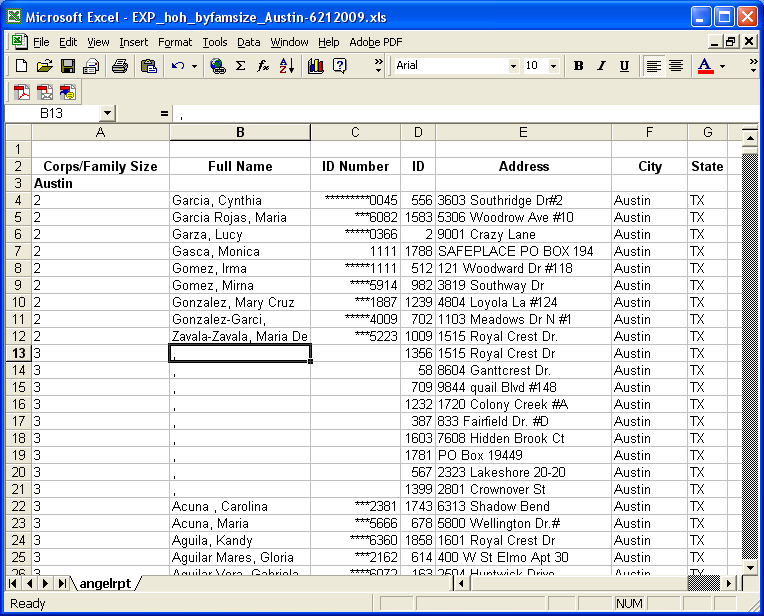 Microsoft Excel - EXP_hoh_byfamsize_Austin-6212009.xls
File Edit View Insert Format Tools Data Window Help Adobe PDF
Arial 10 B I U A
B13 = ,
A B C D E F G
1
2 Corps/Family Size Full Name ID Number ID Address City State
3 Austin
4 2 Garcia, Cynthia *********0045 556 3603 Southridge Dr#2 Austin TX
5 2 Garcia Rojas, Maria ***6082 1583 5306 Woodrow Ave #10 Austin TX
6 2 Garza, Lucy *****0366 2 9001 Crazy Lane Austin TX
7 2 Gasca, Monica 1111 1788 SAFEPLACE PO BOX 194 Austin TX
8 2 Gomez, Irma *****1111 512 121 Woodward Dr #118 Austin TX
9 2 Gomez, Mirna ****5914 982 3819 Southway Dr Austin TX
10 2 Gonzalez, Mary Cruz ***1887 1239 4804 Loyola La #124 Austin TX
11 2 Gonzalez-Garci, *****4009 702 1103 Meadows Dr N #1 Austin TX
12 2 Zavala-Zavala, Maria De ***5223 1009 1515 Royal Crest Dr. Austin TX
13 3 , 1356 1515 Royal Crest Dr Austin TX
14 3 , 58 8604 Ganttcrest Dr. Austin TX
15 3 , 709 9844 quail Blvd #148 Austin TX
16 3 , 1232 1720 Colony Creek #A Austin TX
17 3 , 387 833 Fairfield Dr. #D Austin TX
18 3 , 1603 7608 Hidden Brook Ct Austin TX
19 3 , 1781 PO Box 19449 Austin TX
20 3 , 567 2323 Lakeshore 20-20 Austin TX
21 3 , 1399 2801 Crownover St Austin TX
22 3 Acuna , Carolina ***2381 1743 6313 Shadow Bend Austin TX
23 3 Acuna, Maria ***5666 678 5800 Wellington Dr.# Austin TX
24 3 Aguila, Kandy ****6360 1858 1601 Royal Crest Dr Austin TX
25 3 Aguilar Mares, Gloria ***2162 614 400 W St Elmo Apt 30 Austin TX
26 3 Aguilar Vera, Gabriela ****6072 163 2604 Huntwick Drive Austin TX
angelrpt
Ready NUM